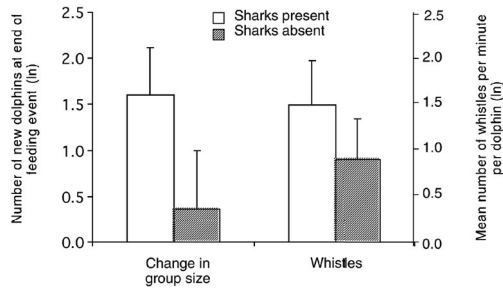 Sharks present
Sharks absent
Number of new dolphins at end of
feeding event (ln)
2.5
2.0
1.5
1.0
0.5
0.0
2.5
2.0
1.5
1.0
0.5
0.0
Mean number of whistles per minute
per dolphin (ln)
Change in
group size
Whistles